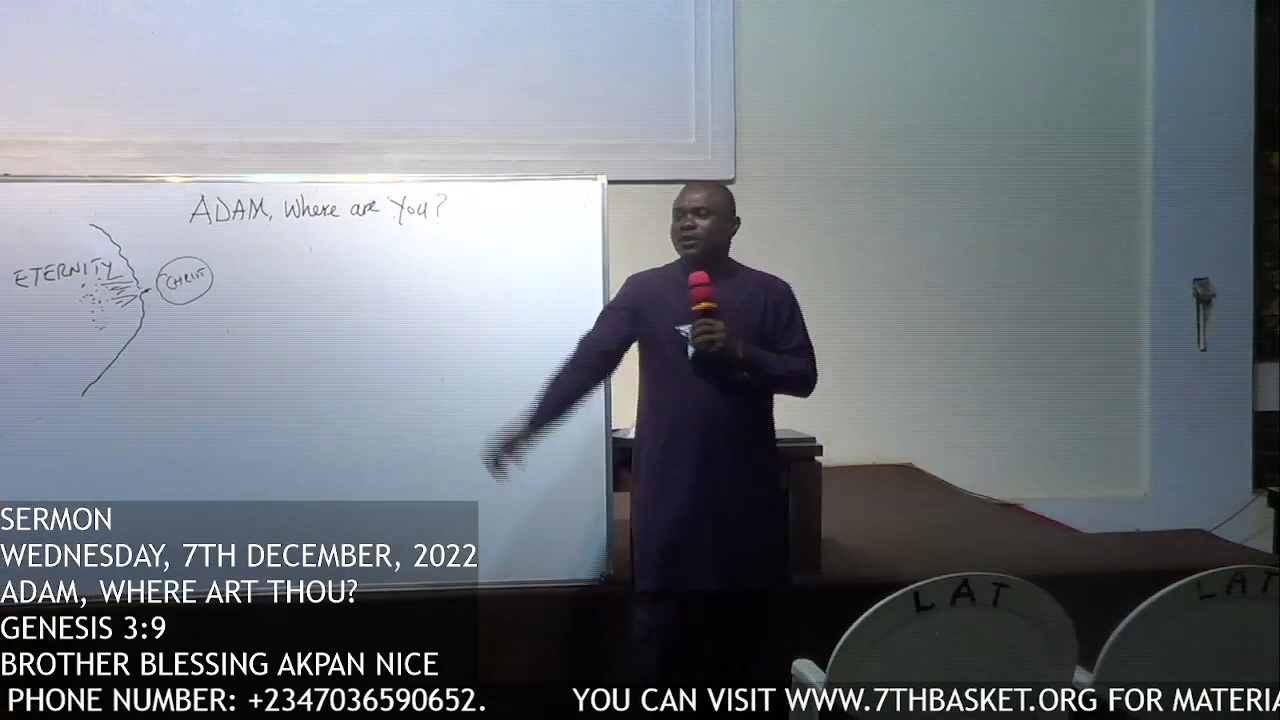 ADAM, Where are You?
ETERNITY
CHRIST
SERMON
WEDNESDAY, 7TH DECEMBER, 2022
ADAM, WHERE ART THOU?
GENESIS 3:9
BROTHER BLESSING AKPAN NICE
PHONE NUMBER: +2347036590652. YOU CAN VISIT WWW.7THBASKET.ORG FOR MATERIA
LAT
LAT